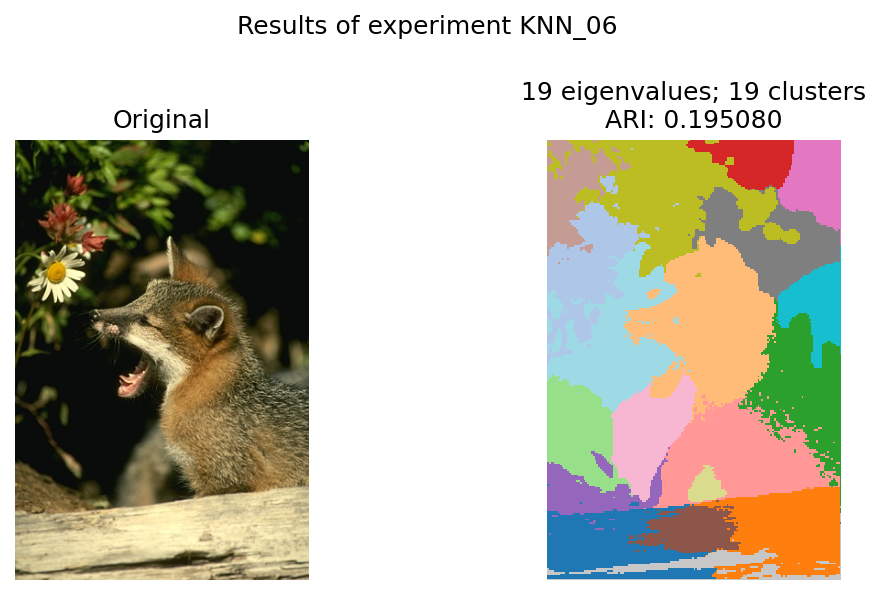 Results of experiment KNN_06
Original
19 eigenvalues; 19 clusters
ARI: 0.195080